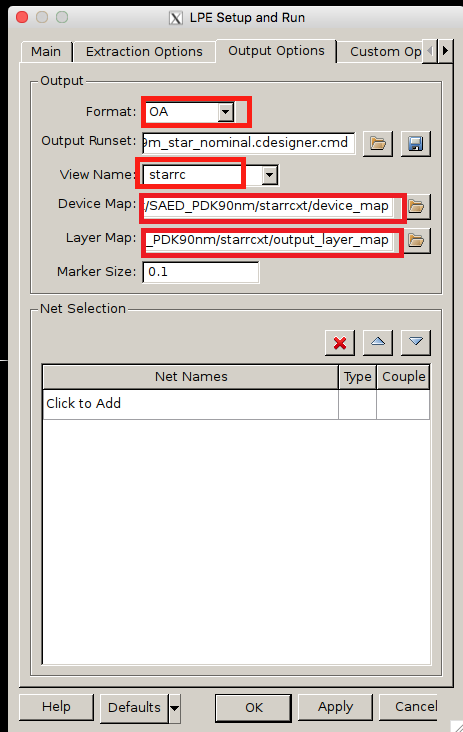 LPE Setup and Run
Main Extraction Options Output Options Custom Op
Output
Format: OA
Output Runset: 9m_star_nominal.cdesigner.cmd
View Name: starrc
Device Map: /SAED_PDK90nm/starrcxt/device_map
Layer Map: _PDK90nm/starrcxt/output_layer_map
Marker Size: 0.1
Net Selection
Net Names Type Couple
Click to Add
Help Defaults OK Apply Cancel